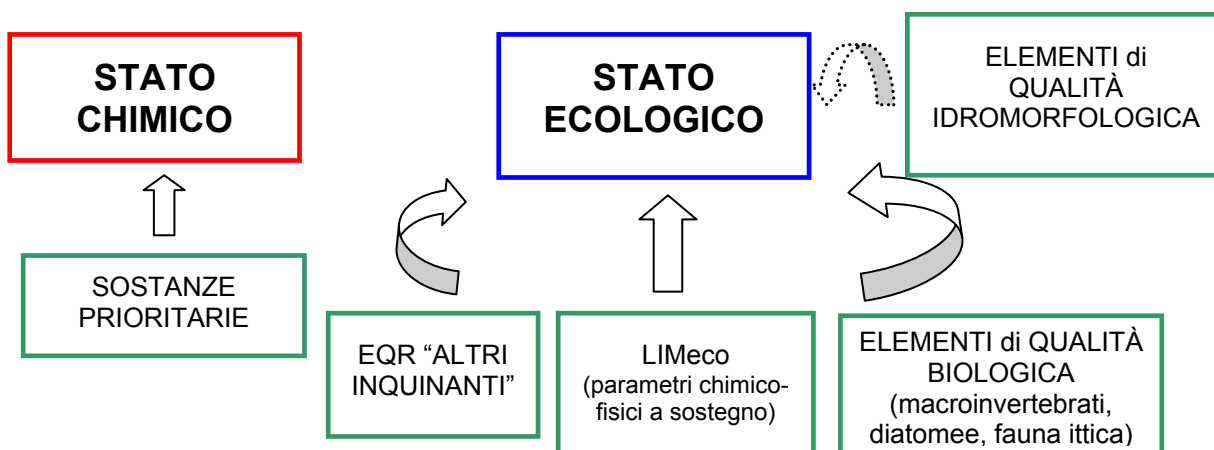 STATO
CHIMICO
STATO
ECOLOGICO
ELEMENTI di
QUALITÀ
IDROMORFOLOGICA
SOSTANZE
PRIORITARIE
EQR “ALTRI
INQUINANTI”
LIMeco
(parametri chimico-
fisici a sostegno)
ELEMENTI di QUALITÀ
BIOLOGICA
(macroinvertebrati,
diatomee, fauna ittica)